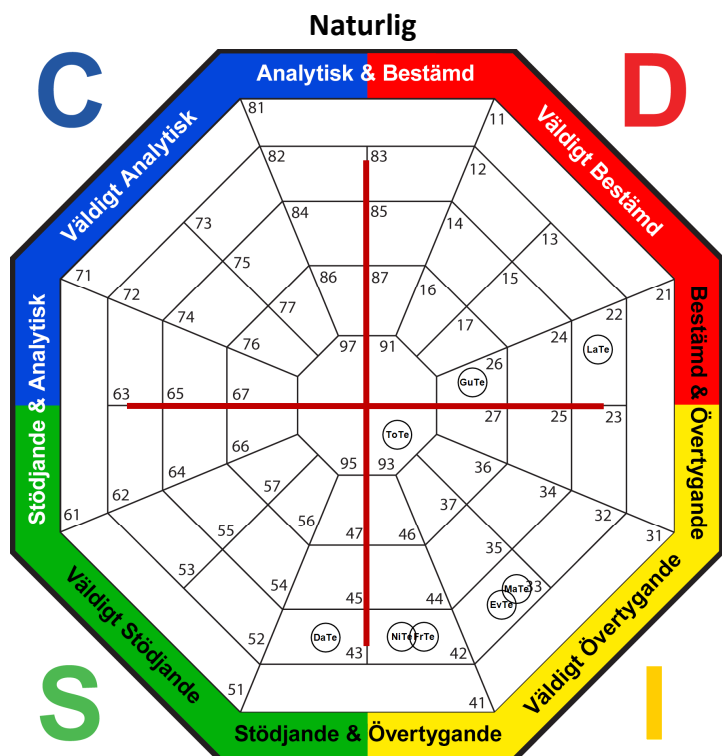 Naturlig
C
D
Analytisk & Bestämd
Väldigt Analytisk
Väldigt Bestämd
81
11
82
83
12
84
85
14
73
13
75
15
86
87
16
71
72
74
77
17
76
21
22
24
97
91
26
LaTe
GuTe
Stödjande & Analytisk
Bestämd & Övertygande
63
65
67
27
25
23
ToTe
66
36
64
95
93
62
57
37
34
32
61
56
47
46
31
55
35
53
54
45
44
33
MaTe
EvTe
52
DaTe
43
NiTe
FrTe
42
51
41
Väldigt Stödjande
Väldigt Övertygande
S
I
Stödjande & Övertygande